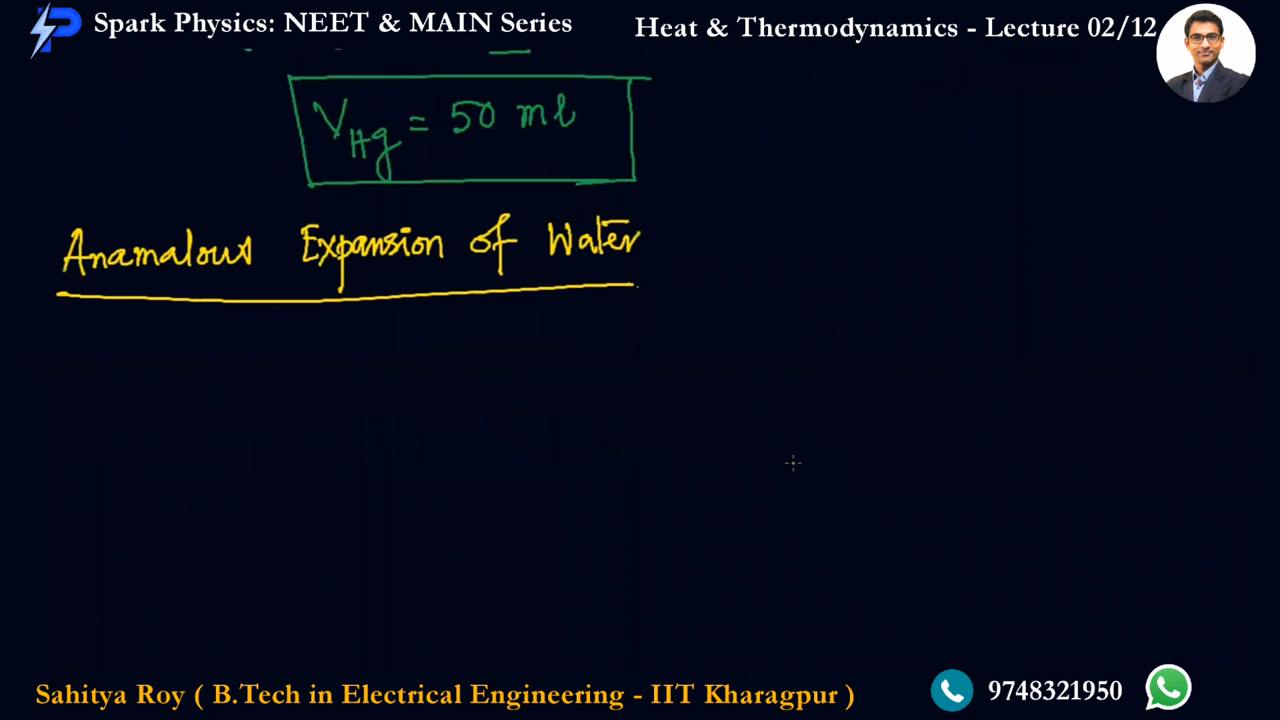 Spark Physics: NEET & MAIN Series
Heat & Thermodynamics - Lecture 02/12
V_Hg = 50 ml
Anamalous Expansion of Water
Sahitya Roy ( B.Tech in Electrical Engineering - IIT Kharagpur )
9748321950